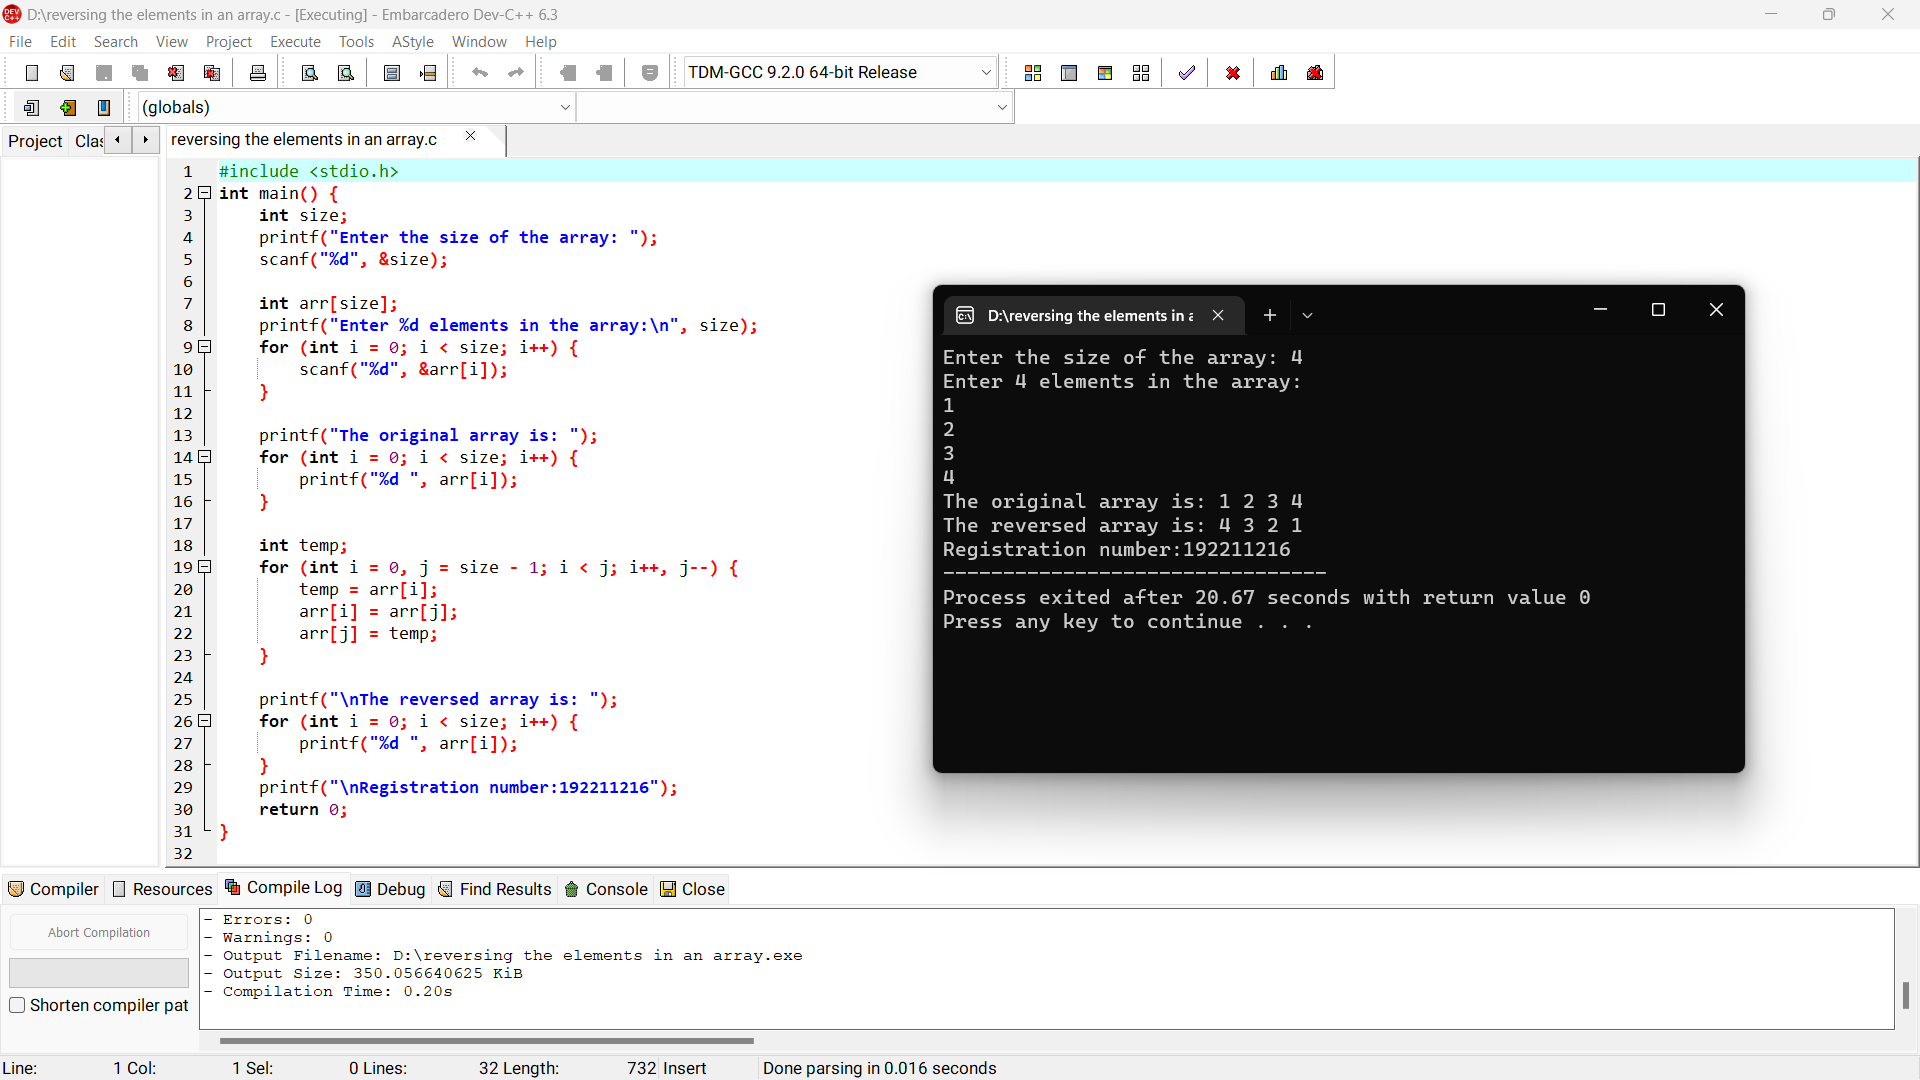 D:\reversing the elements in an array.c - [Executing] - Embarcadero Dev-C++ 6.3
File Edit Search View Project Execute Tools AStyle Window Help
TDM-GCC 9.2.0 64-bit Release
(globals)
Project Clas
reversing the elements in an array.c
1 #include <stdio.h>
2 int main() {
3 int size;
4 printf("Enter the size of the array: ");
5 scanf("%d", &size);
6
7 int arr[size];
8 printf("Enter %d elements in the array:\n", size);
9 for (int i = 0; i < size; i++) {
10 scanf("%d", &arr[i]);
11 }
12
13 printf("The original array is: ");
14 for (int i = 0; i < size; i++) {
15 printf("%d ", arr[i]);
16 }
17
18 int temp;
19 for (int i = 0, j = size - 1; i < j; i++, j--) {
20 temp = arr[i];
21 arr[i] = arr[j];
22 arr[j] = temp;
23 }
24
25 printf("\nThe reversed array is: ");
26 for (int i = 0; i < size; i++) {
27 printf("%d ", arr[i]);
28 }
29 printf("\nRegistration number:192211216");
30 return 0;
31 }
32
D:\reversing the elements in a
Enter the size of the array: 4
Enter 4 elements in the array:
1
2
3
4
The original array is: 1 2 3 4
The reversed array is: 4 3 2 1
Registration number:192211216
--------------------------------
Process exited after 20.67 seconds with return value 0
Press any key to continue . . .
Compiler Resources Compile Log Debug Find Results Console Close
Abort Compilation
Shorten compiler pat
- Errors: 0
- Warnings: 0
- Output Filename: D:\reversing the elements in an array.exe
- Output Size: 350.056640625 KiB
- Compilation Time: 0.20s
Line: 1 Col: 1 Sel: 0 Lines: 32 Length: 732 Insert Done parsing in 0.016 seconds